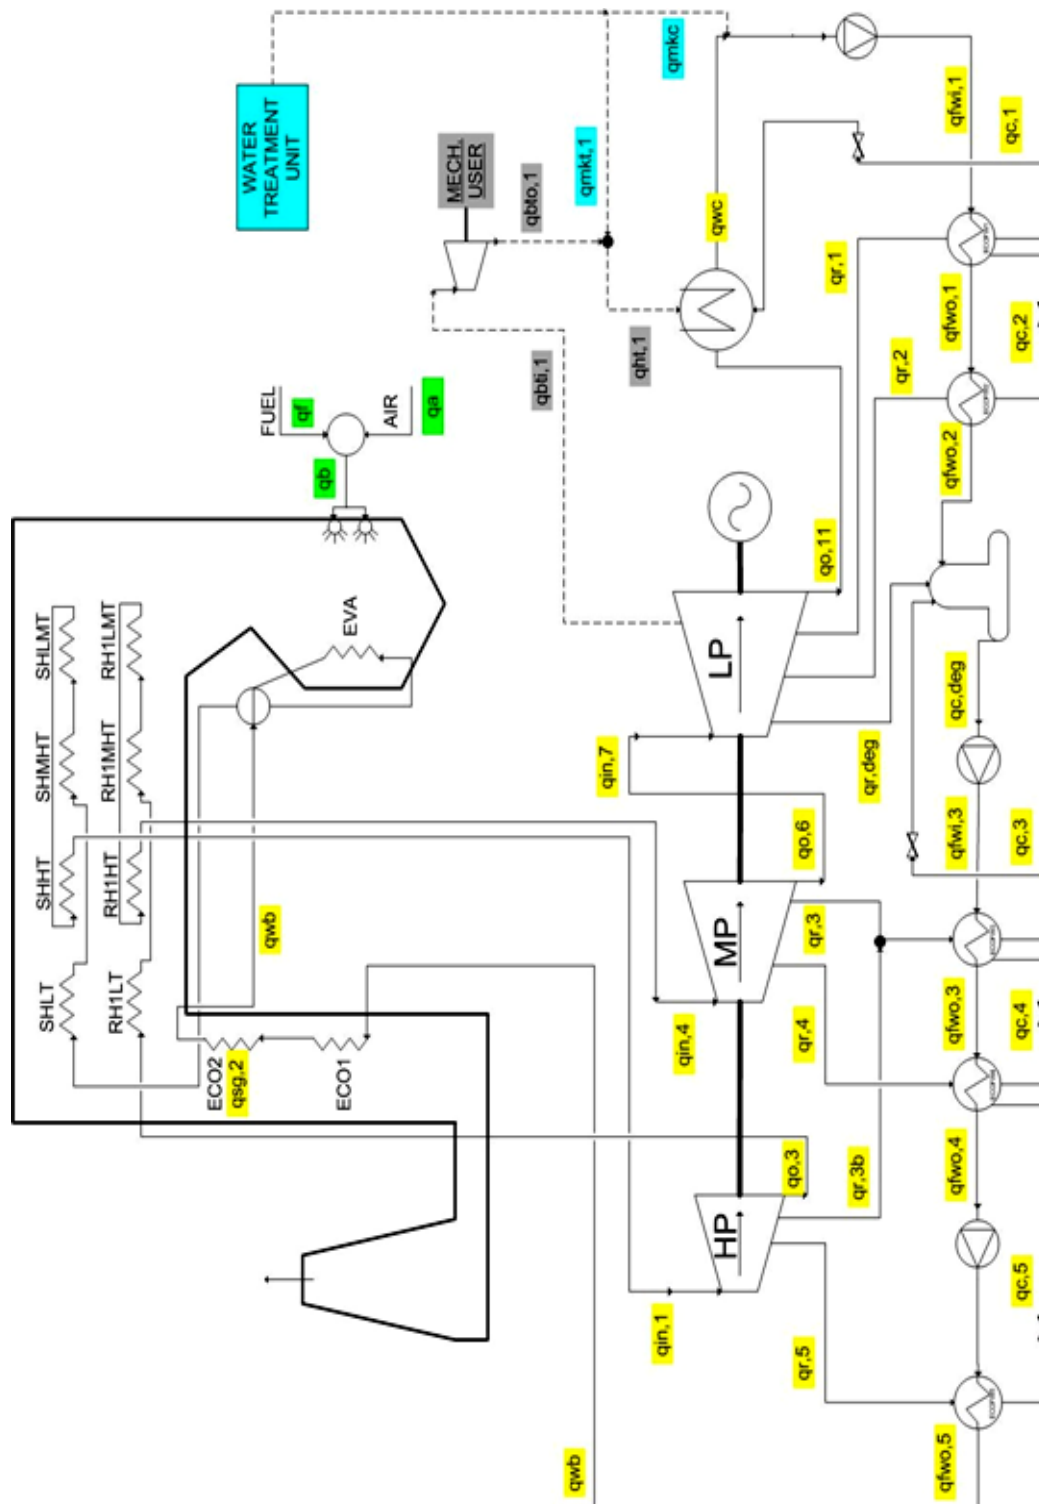 WATER
TREATMENT
UNIT
qmkc
MECH.
USER
qbto,1
qmkt,1
qfwi,1
qc,1
qwc
qr,1
qbti,1
qht,1
qfwo,1
qc,2
qr,2
FUEL
qf
AIR
qa
qb
qfwo,2
SHLMT
SHMHT
SHHT
SHLT
RH1LMT
RH1MHT
RH1HT
RH1LT
EVA
qwb
ECO2
qsg,2
ECO1
qo,11
LP
qin,7
qr,deg
qc,deg
qo,6
qfwi,3
qc,3
MP
qr,3
qin,4
qr,4
qfwo,3
qc,4
qo,3
qr,3b
qfwo,4
HP
qin,1
qr,5
qc,5
qwb
qfwo,5